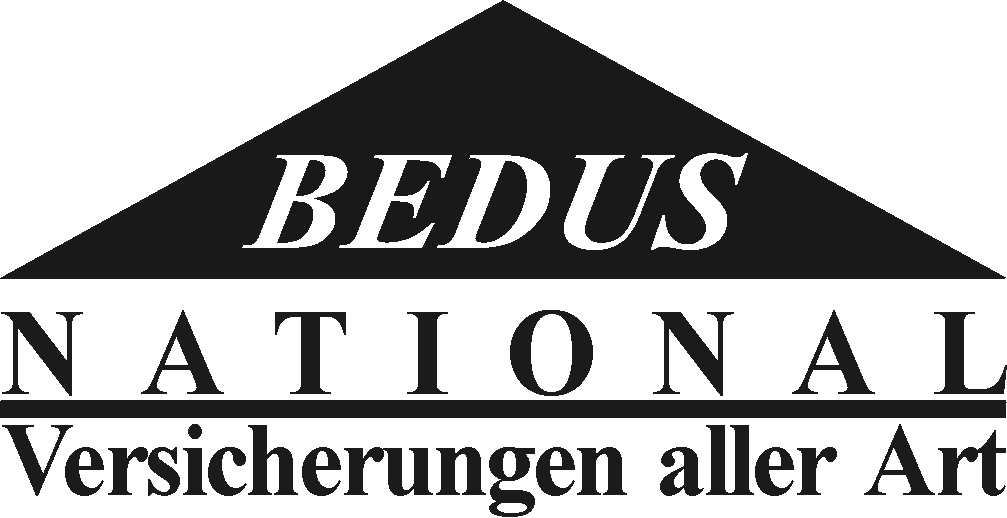 BEDUS
NATIONAL
Versicherungen aller Art